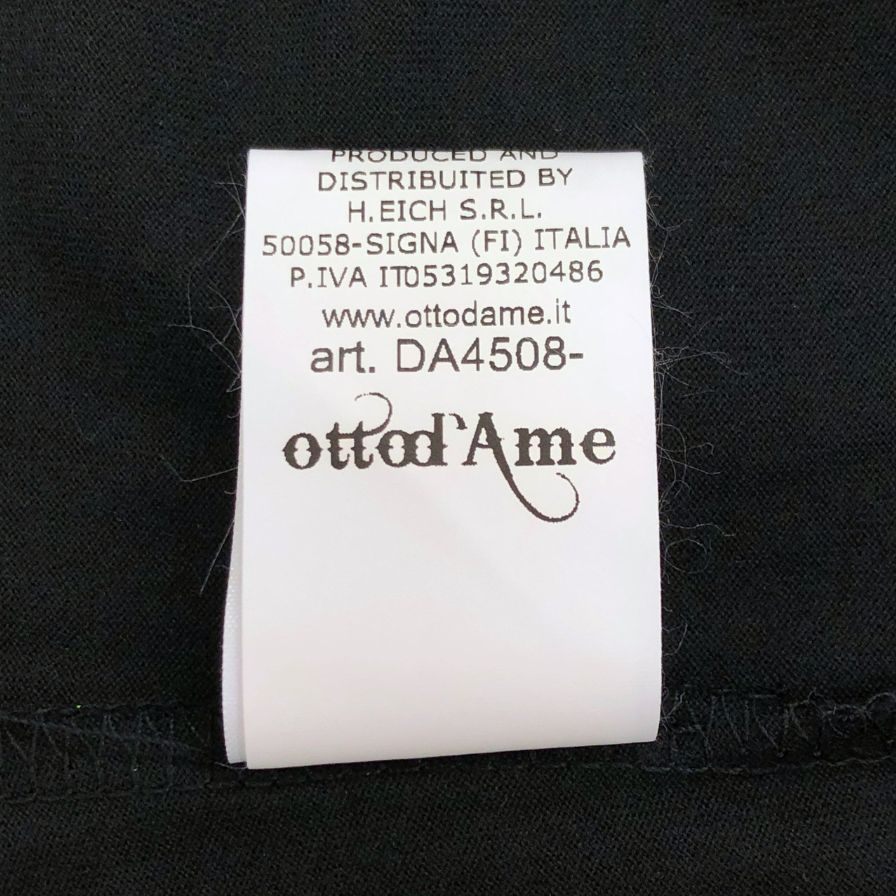 PRODUCED AND
DISTRIBUITED BY
H.EICH S.R.L.
50058-SIGNA (FI) ITALIA
P.IVA IT05319320486
www.ottodame.it
art. DA4508-
ottod'Ame